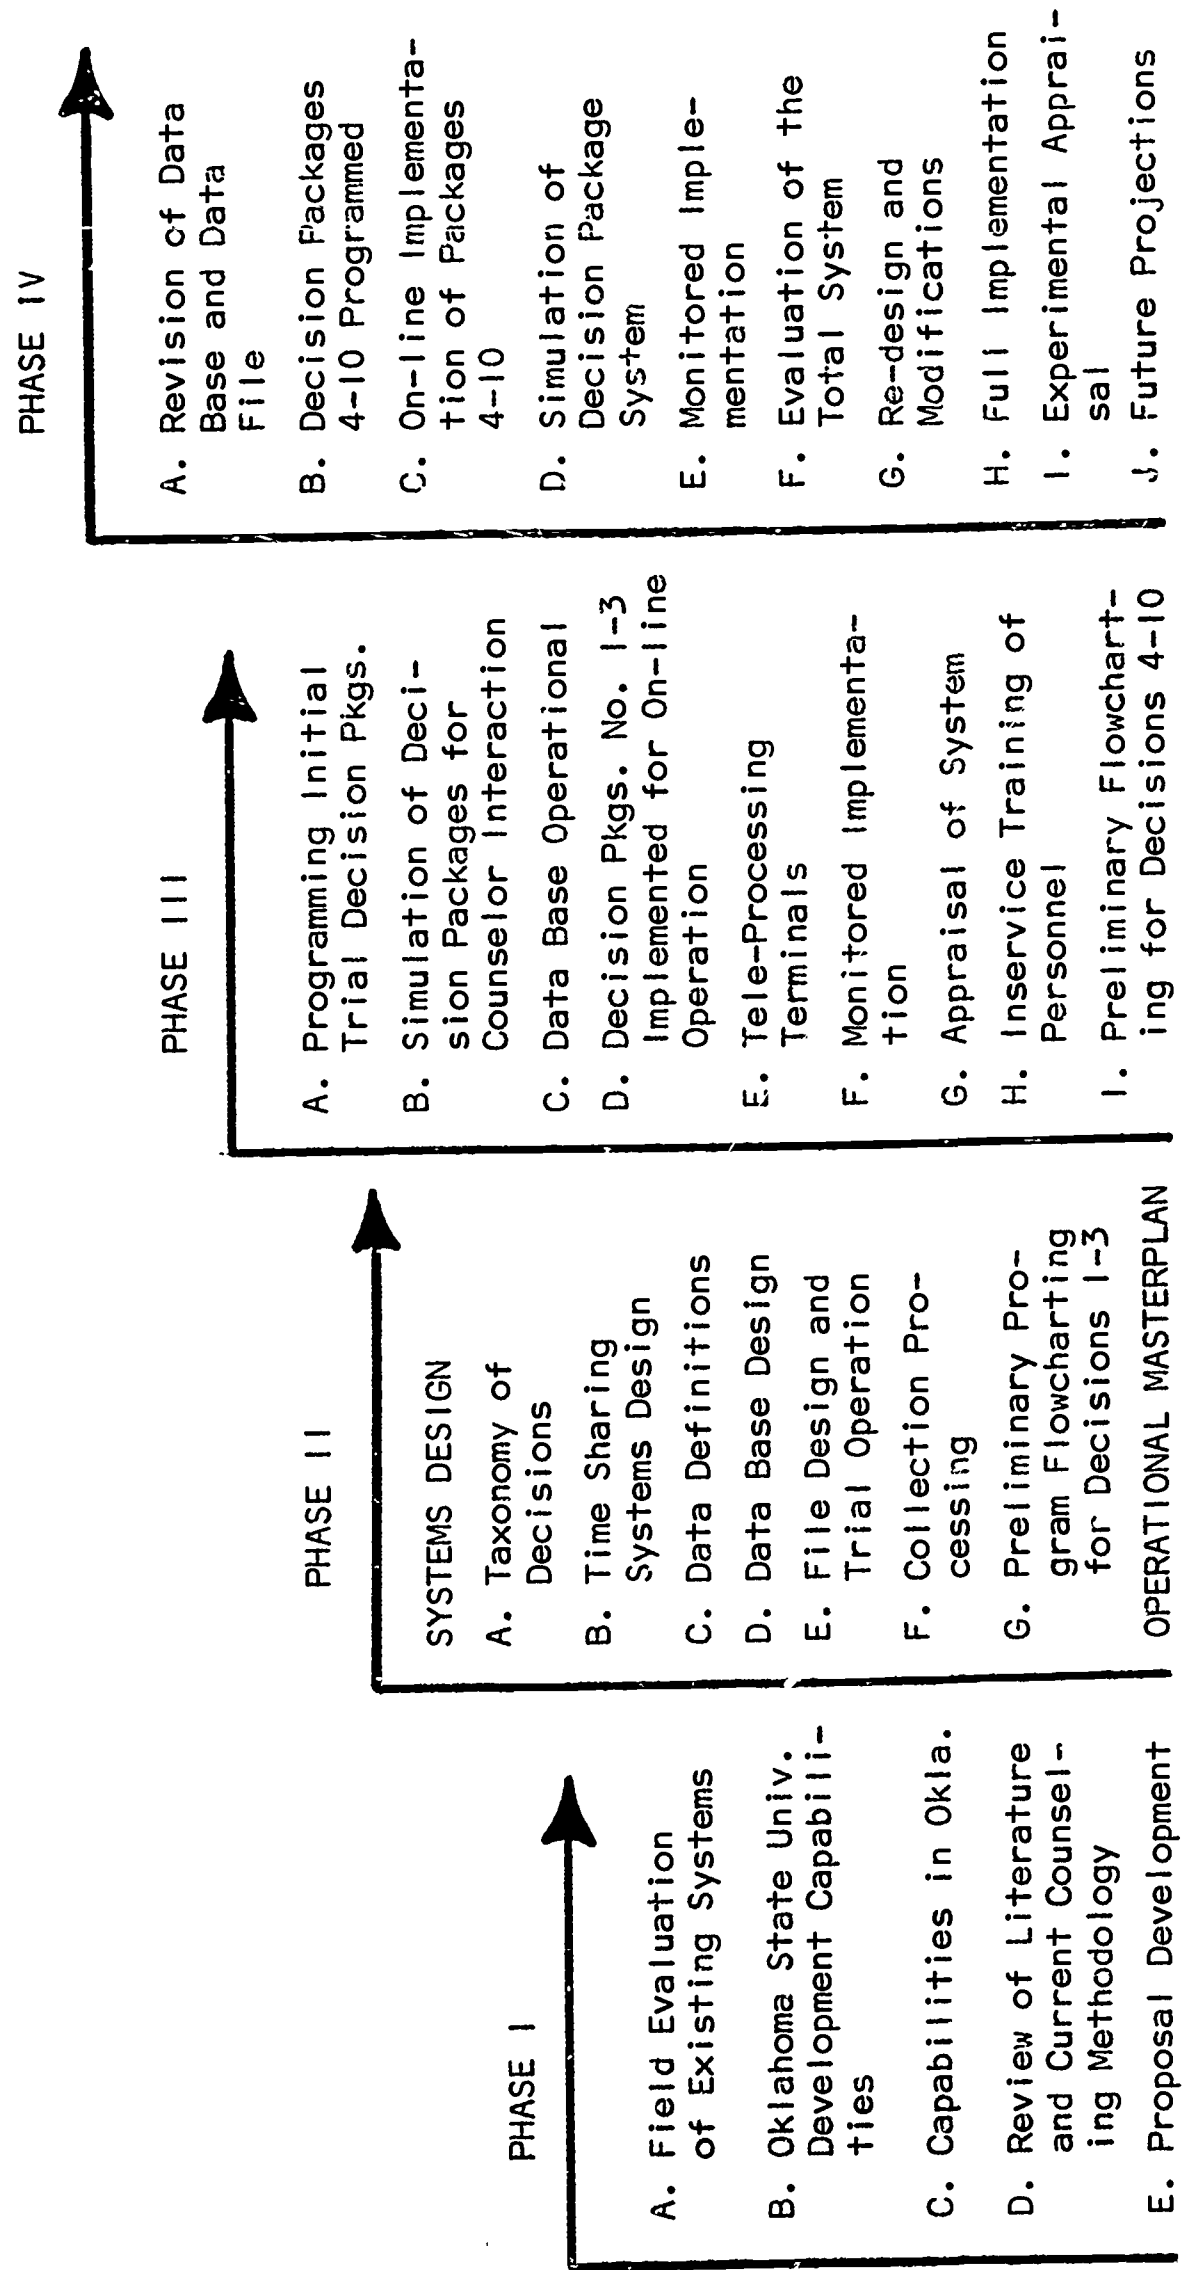 PHASE I
A. Field Evaluation
of Existing Systems
B. Oklahoma State Univ.
Development Capabili-
ties
C. Capabilities in Okla.
D. Review of Literature
and Current Counsel-
ing Methodology
E. Proposal Development
PHASE II
SYSTEMS DESIGN
A. Taxonomy of
Decisions
B. Time Sharing
Systems Design
C. Data Definitions
D. Data Base Design
E. File Design and
Trial Operation
F. Collection Pro-
cessing
G. Preliminary Pro-
gram Flowcharting
for Decisions 1-3
OPERATIONAL MASTERPLAN
PHASE III
A. Programming Initial
Trial Decision Pkgs.
B. Simulation of Deci-
sion Packages for
Counselor Interaction
C. Data Base Operational
D. Decision Pkgs. No. 1-3
Implemented for On-line
Operation
E. Tele-Processing
Terminals
F. Monitored Implementa-
tion
G. Appraisal of System
H. Inservice Training of
Personnel
I. Preliminary Flowchart-
ing for Decisions 4-10
PHASE IV
A. Revision of Data
Base and Data
File
B. Decision Packages
4-10 Programmed
C. On-line Implementa-
tion of Packages
4-10
D. Simulation of
Decision Package
System
E. Monitored Imple-
mentation
F. Evaluation of the
Total System
G. Re-design and
Modifications
H. Full Implementation
I. Experimental Apprai-
sal
J. Future Projections